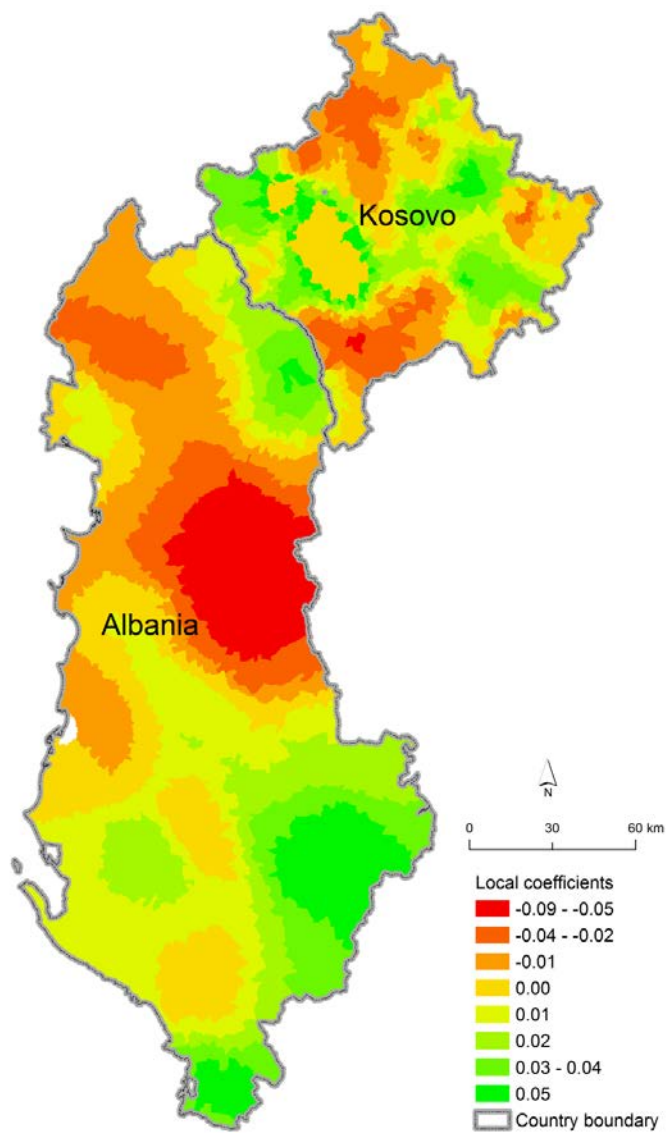 Kosovo
Albania
N
0 30 60 km
Local coefficients
-0.09 - -0.05
-0.04 - -0.02
-0.01
0.00
0.01
0.02
0.03 - 0.04
0.05
Country boundary